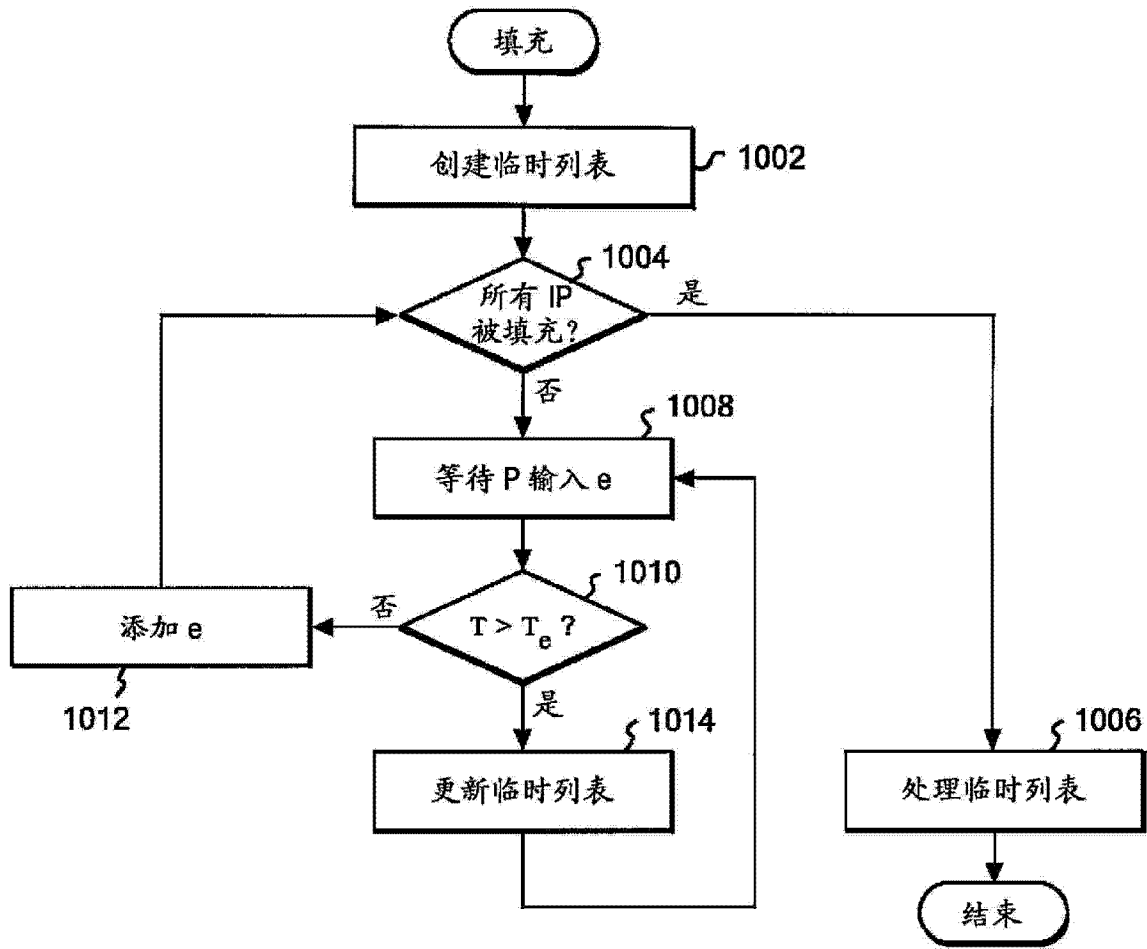 填充
创建临时列表
1002
1004
所有 IP
被填充?
是
否
1008
等待 P 输入 e
1010
T > Te ?
否
添加 e
1012
是
1014
更新临时列表
1006
处理临时列表
结束